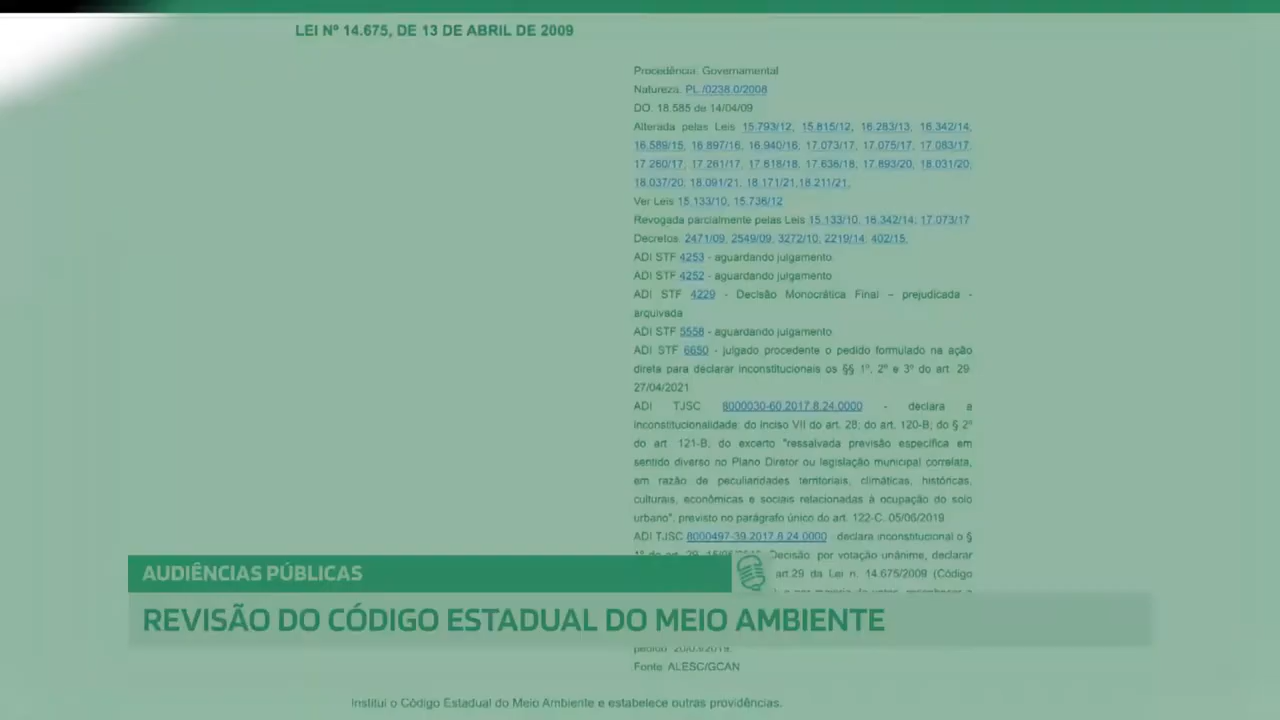 LEI Nº 14.675, DE 13 DE ABRIL DE 2009
Procedência: Governamental
Natureza: PL./0238.0/2008
DO. 18.585 de 14/04/09
Alterada pelas Leis 15.793/12, 15.815/12, 16.283/13, 16.342/14,
16.589/15, 16.897/16, 16.940/16, 17.073/17, 17.075/17, 17.083/17,
17.260/17, 17.261/17, 17.618/18, 17.636/18, 17.893/20, 18.031/20,
18.037/20, 18.091/21, 18.171/21,18.211/21,
Ver Leis 15.133/10, 15.736/12
Revogada parcialmente pelas Leis 15.133/10, 16.342/14; 17.073/17
Decretos: 2471/09, 2549/09, 3272/10, 2219/14; 402/15,
ADI STF 4253 - aguardando julgamento
ADI STF 4252 - aguardando julgamento
ADI STF 4229 - Decisão Monocrática Final – prejudicada -
arquivada
ADI STF 5558 - aguardando julgamento
ADI STF 6650 - julgado procedente o pedido formulado na ação
direta para declarar inconstitucionais os §§ 1º, 2º e 3º do art. 29.
27/04/2021
ADI TJSC 8000030-60.2017.8.24.0000 - declara a
inconstitucionalidade: do inciso VII do art. 28; do art. 120-B; do § 2º
do art. 121-B, do excerto "ressalvada previsão específica em
sentido diverso no Plano Diretor ou legislação municipal correlata,
em razão de peculiaridades territoriais, climáticas, históricas,
culturais, econômicas e sociais relacionadas à ocupação do solo
urbano", previsto no parágrafo único do art. 122-C. 05/06/2019
ADI TJSC 8000497-39.2017.8.24.0000 - declara inconstitucional o §
Decisão: por votação unânime, declarar
AUDIÊNCIAS PÚBLICAS
art.29 da Lei n. 14.675/2009 (Código
REVISÃO DO CÓDIGO ESTADUAL DO MEIO AMBIENTE
Fonte: ALESC/GCAN
Institui o Código Estadual do Meio Ambiente e estabelece outras providências.